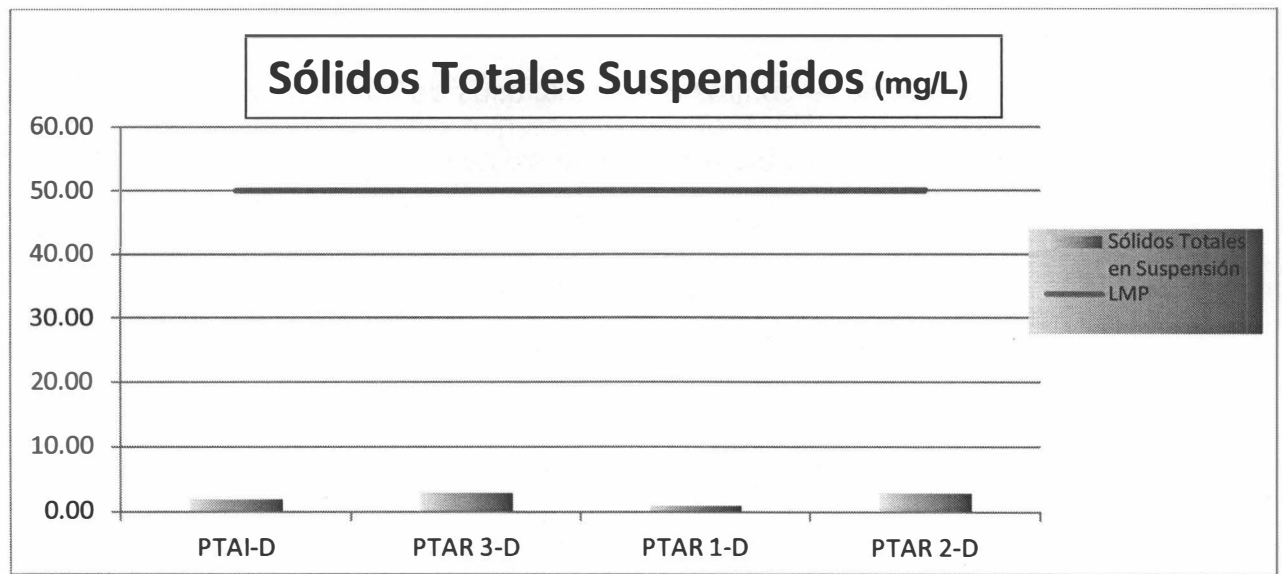 Sólidos Totales Suspendidos (mg/L)
60.00
50.00
40.00
30.00
20.00
10.00
0.00
PTAI-D
PTAR 3-D
PTAR 1-D
PTAR 2-D
Sólidos Totales
en Suspensión
LMP